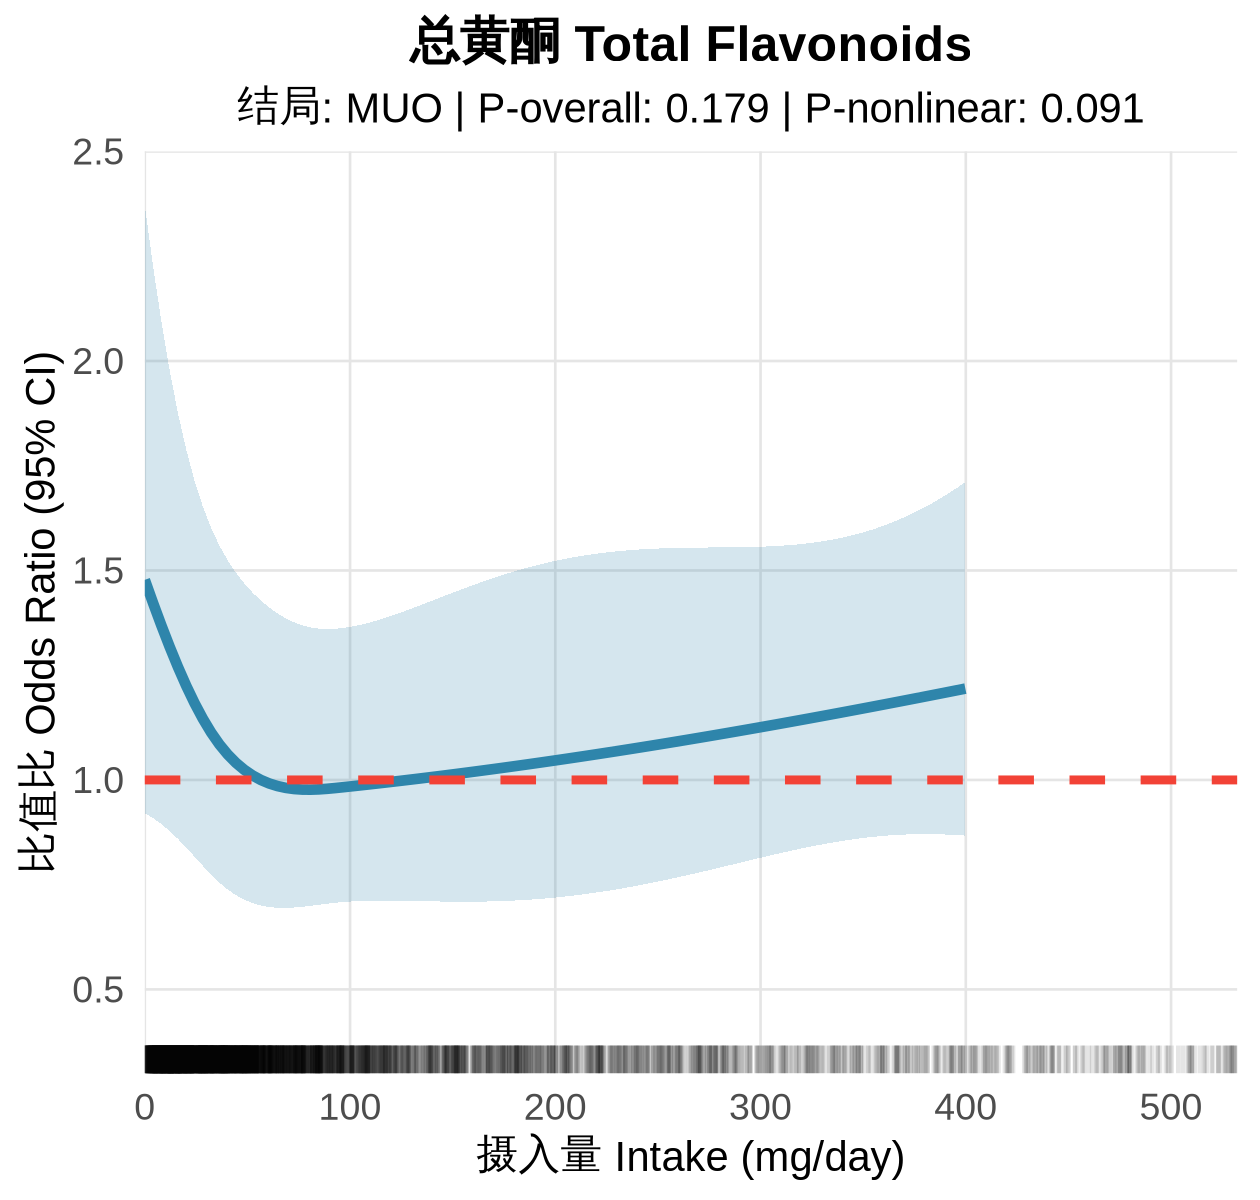 总黄酮 Total Flavonoids
结局: MUO | P-overall: 0.179 | P-nonlinear: 0.091
比值比 Odds Ratio (95% CI)
2.5
2.0
1.5
1.0
0.5
0 100 200 300 400 500
摄入量 Intake (mg/day)